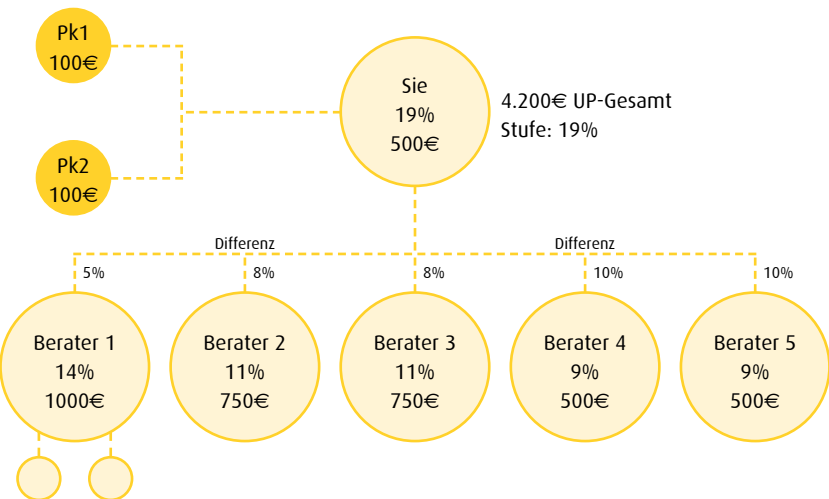 Pk1
100€
Pk2
100€
Sie
19%
500€
4.200€ UP-Gesamt
Stufe: 19%
Differenz
Differenz
5%
8%
8%
10%
10%
Berater 1
14%
1000€
Berater 2
11%
750€
Berater 3
11%
750€
Berater 4
9%
500€
Berater 5
9%
500€